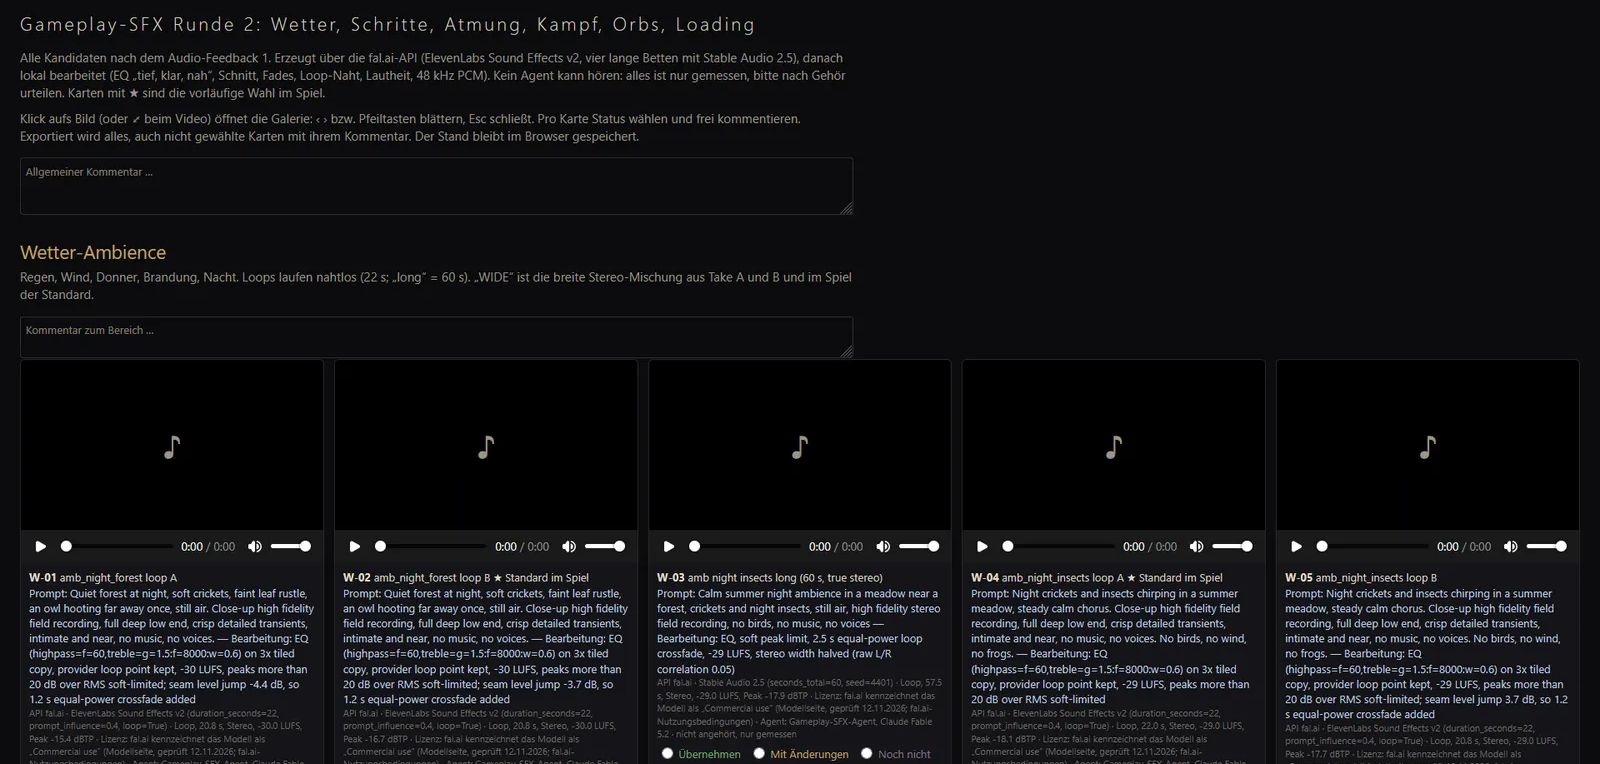 Gameplay-SFX Runde 2: Wetter, Schritte, Atmung, Kampf, Orbs, Loading
Alle Kandidaten nach dem Audio-Feedback 1. Erzeugt über die fal.ai-API (ElevenLabs Sound Effects v2, vier lange Betten mit Stable Audio 2.5), danach
lokal bearbeitet (EQ „tief, klar, nah“, Schnitt, Fades, Loop-Naht, Lautheit, 48 kHz PCM). Kein Agent kann hören: alles ist nur gemessen, bitte nach Gehör
urteilen. Karten mit ★ sind die vorläufige Wahl im Spiel.
Klick aufs Bild (oder ⤢ beim Video) öffnet die Galerie: ‹ › bzw. Pfeiltasten blättern, Esc schließt. Pro Karte Status wählen und frei kommentieren.
Exportiert wird alles, auch nicht gewählte Karten mit ihrem Kommentar. Der Stand bleibt im Browser gespeichert.
Allgemeiner Kommentar ...
Wetter-Ambience
Regen, Wind, Donner, Brandung, Nacht. Loops laufen nahtlos (22 s; „long“ = 60 s). „WIDE“ ist die breite Stereo-Mischung aus Take A und B und im Spiel
der Standard.
Kommentar zum Bereich ...
0:00 / 0:00
W-01 amb_night_forest loop A
Prompt: Quiet forest at night, soft crickets, faint leaf rustle,
an owl hooting far away once, still air. Close-up high fidelity
field recording, full deep low end, crisp detailed transients,
intimate and near, no music, no voices. — Bearbeitung: EQ
(highpass=f=60,treble=g=1.5:f=8000:w=0.6) on 3x tiled
copy, provider loop point kept, -30 LUFS, peaks more than
20 dB over RMS soft-limited; seam level jump -4.4 dB, so
1.2 s equal-power crossfade added
API fal.ai · ElevenLabs Sound Effects v2 (duration_seconds=22,
prompt_influence=0.4, loop=True) · Loop, 20.8 s, Stereo, -30.0 LUFS,
Peak -15.4 dBTP · Lizenz: fal.ai kennzeichnet das Modell als
„Commercial use“ (Modellseite, geprüft 12.11.2026; fal.ai-
Nutzungsbedingungen) · Agent: Gameplay-SFX-Agent, Claude Fable
0:00 / 0:00
W-02 amb_night_forest loop B ★ Standard im Spiel
Prompt: Quiet forest at night, soft crickets, faint leaf rustle,
an owl hooting far away once, still air. Close-up high fidelity
field recording, full deep low end, crisp detailed transients,
intimate and near, no music, no voices. — Bearbeitung: EQ
(highpass=f=60,treble=g=1.5:f=8000:w=0.6) on 3x tiled
copy, provider loop point kept, -30 LUFS, peaks more than
20 dB over RMS soft-limited; seam level jump -3.7 dB, so
1.2 s equal-power crossfade added
API fal.ai · ElevenLabs Sound Effects v2 (duration_seconds=22,
prompt_influence=0.4, loop=True) · Loop, 20.8 s, Stereo, -30.0 LUFS,
Peak -16.7 dBTP · Lizenz: fal.ai kennzeichnet das Modell als
„Commercial use“ (Modellseite, geprüft 12.11.2026; fal.ai-
Nutzungsbedingungen) · Agent: Gameplay-SFX-Agent, Claude Fable
0:00 / 0:00
W-03 amb night insects long (60 s, true stereo)
Prompt: Calm summer night ambience in a meadow near a
forest, crickets and night insects, still air, high fidelity stereo
field recording, no birds, no music, no voices —
Bearbeitung: EQ, soft peak limit, 2.5 s equal-power loop
crossfade, -29 LUFS, stereo width halved (raw L/R
correlation 0.05)
API fal.ai · Stable Audio 2.5 (seconds_total=60, seed=4401) · Loop, 57.5
s, Stereo, -29.0 LUFS, Peak -17.9 dBTP · Lizenz: fal.ai kennzeichnet das
Modell als „Commercial use“ (Modellseite, geprüft 12.11.2026; fal.ai-
Nutzungsbedingungen) · Agent: Gameplay-SFX-Agent, Claude Fable
5.2 · nicht angehört, nur gemessen
Übernehmen Mit Änderungen Noch nicht
0:00 / 0:00
W-04 amb_night_insects loop A ★ Standard im Spiel
Prompt: Night crickets and insects chirping in a summer
meadow, steady calm chorus. Close-up high fidelity field
recording, full deep low end, crisp detailed transients,
intimate and near, no music, no voices. No birds, no wind,
no frogs. — Bearbeitung: EQ
(highpass=f=60,treble=g=1.5:f=8000:w=0.6) on 3x tiled
copy, provider loop point kept, -29 LUFS, peaks more than
20 dB over RMS soft-limited
API fal.ai · ElevenLabs Sound Effects v2 (duration_seconds=22,
prompt_influence=0.4, loop=True) · Loop, 22.0 s, Stereo, -29.0 LUFS,
Peak -18.1 dBTP · Lizenz: fal.ai kennzeichnet das Modell als
„Commercial use“ (Modellseite, geprüft 12.11.2026; fal.ai-
0:00 / 0:00
W-05 amb_night_insects loop B
Prompt: Night crickets and insects chirping in a summer
meadow, steady calm chorus. Close-up high fidelity field
recording, full deep low end, crisp detailed transients,
intimate and near, no music, no voices. No birds, no wind,
no frogs. — Bearbeitung: EQ
(highpass=f=60,treble=g=1.5:f=8000:w=0.6) on 3x tiled
copy, provider loop point kept, -29 LUFS, peaks more than
20 dB over RMS soft-limited; seam level jump 3.7 dB, so 1.2
s equal-power crossfade added
API fal.ai · ElevenLabs Sound Effects v2 (duration_seconds=22,
prompt_influence=0.4, loop=True) · Loop, 20.8 s, Stereo, -29.0 LUFS,
Peak -17.7 dBTP · Lizenz: fal.ai kennzeichnet das Modell als